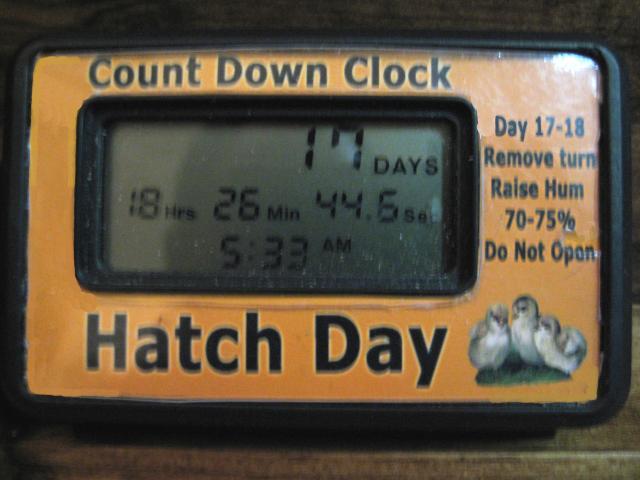 Count Down Clock
17 DAYS
18 Hrs 26 Min 44.6 Sec
5:33 AM
Hatch Day
Day 17-18
Remove turn
Raise Hum
70-75%
Do Not Open